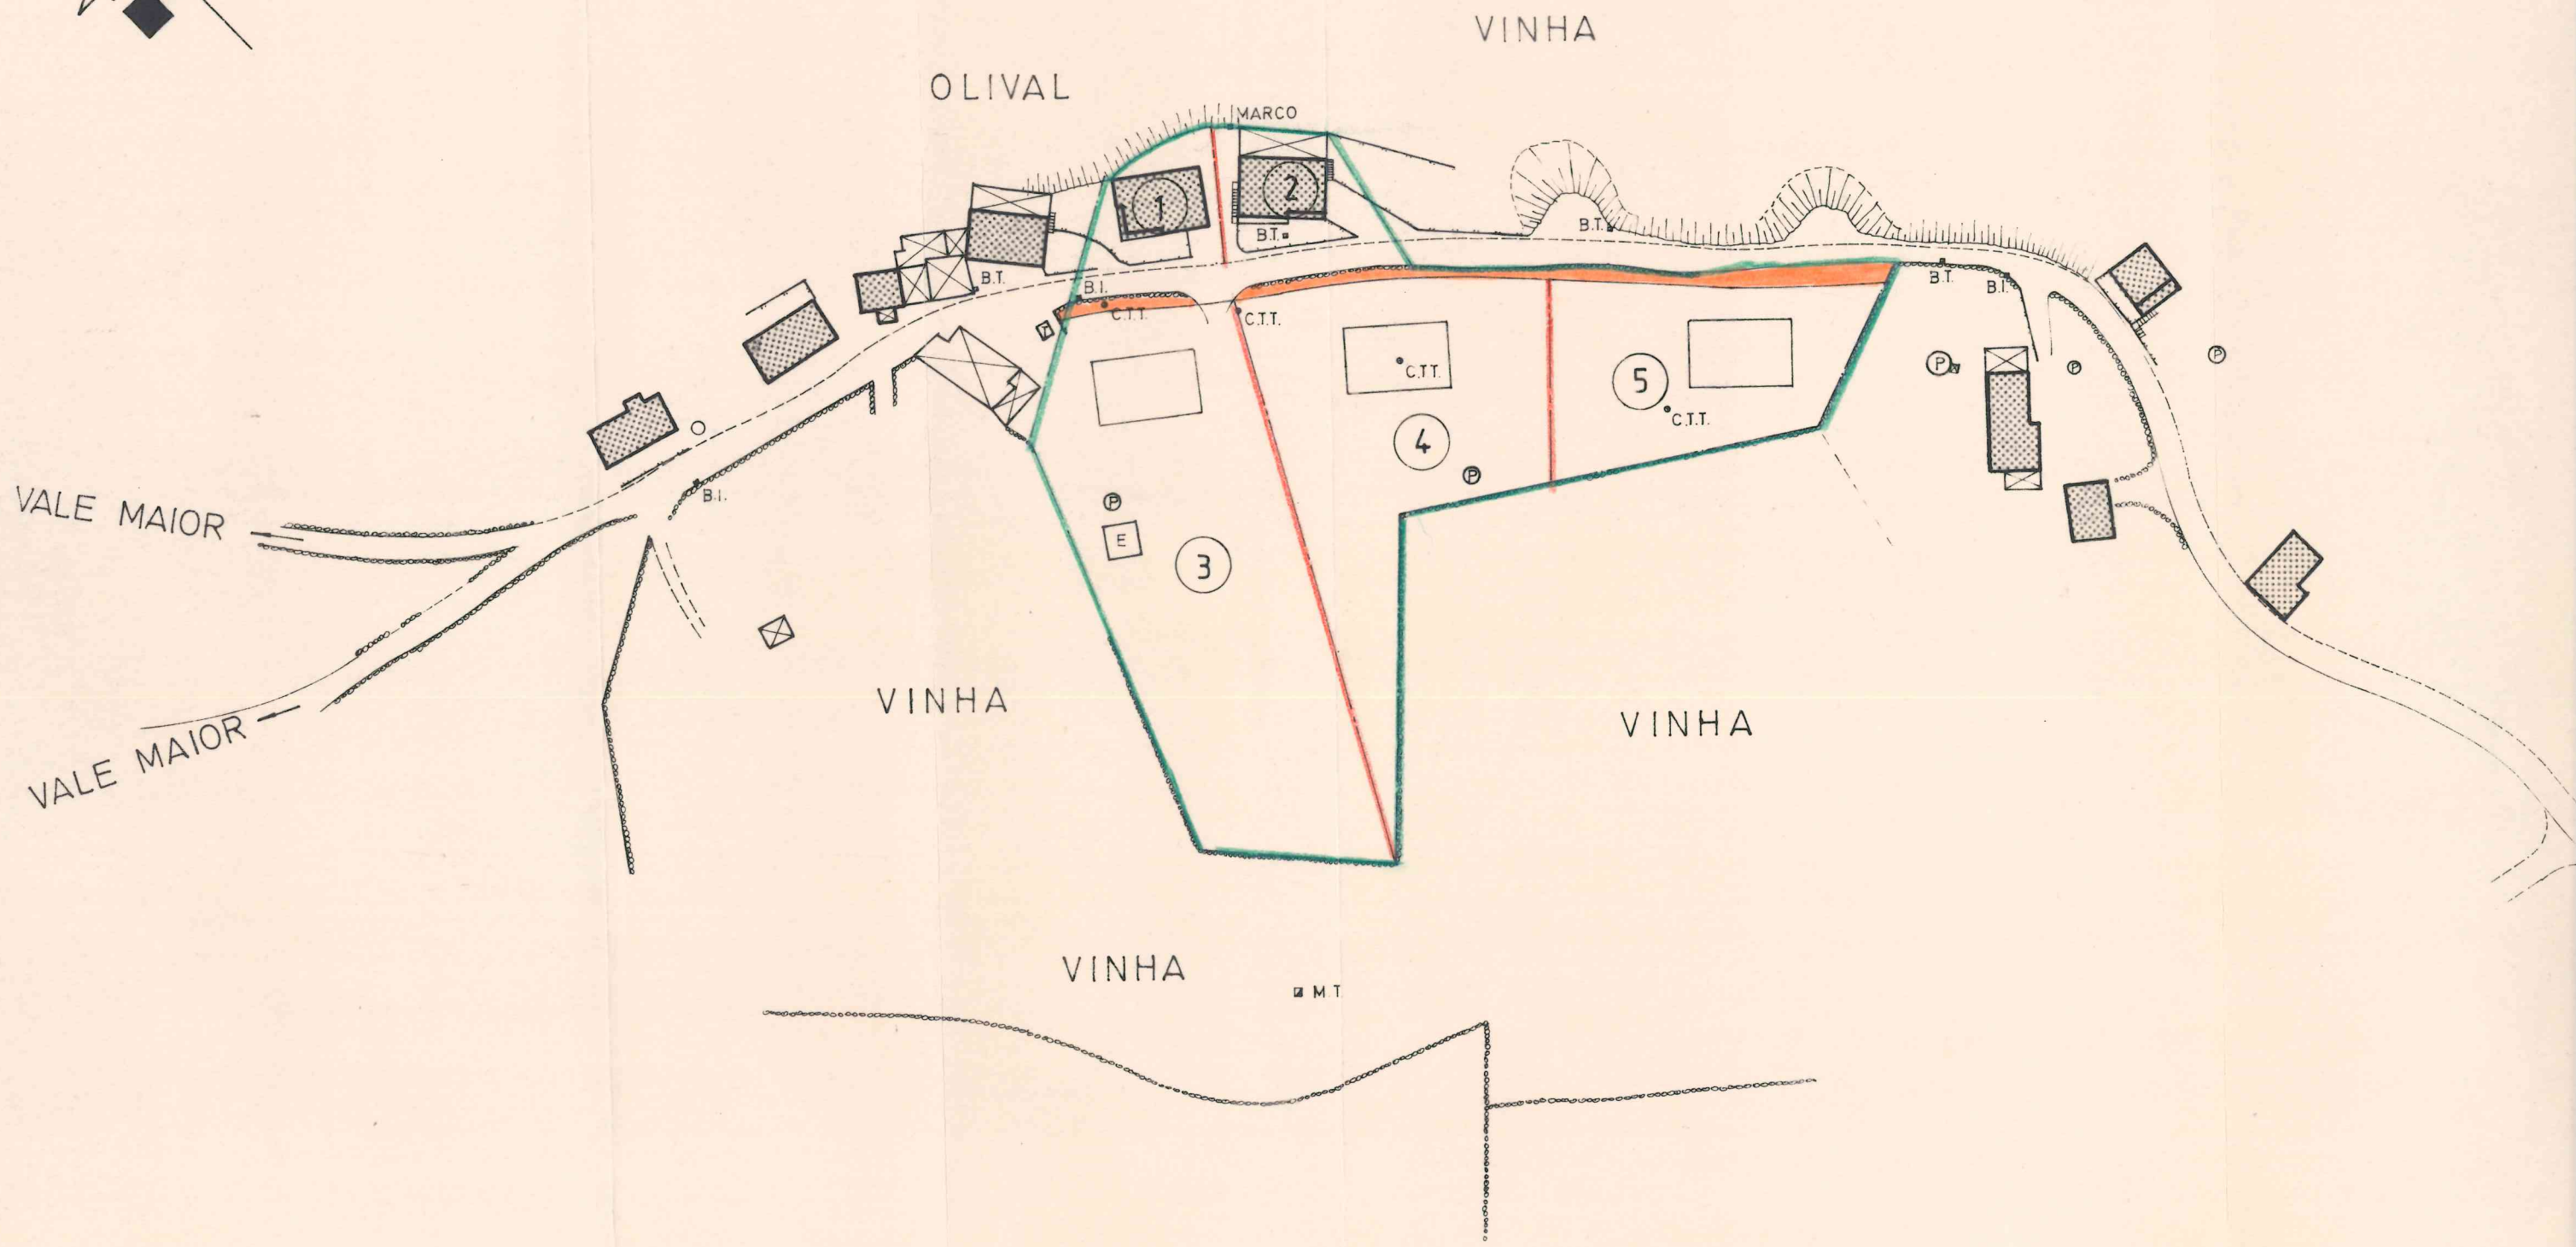 VINHA
OLIVAL
MARCO
1
2
B.T.
B.T.
B.T.
B.I.
C.T.T.
C.T.T.
B.T.
B.I.
C.T.T.
5
C.T.T.
4
P
P
P
P
P
B.I.
VALE MAIOR
E
3
VINHA
VINHA
VALE MAIOR
VINHA
M.T.